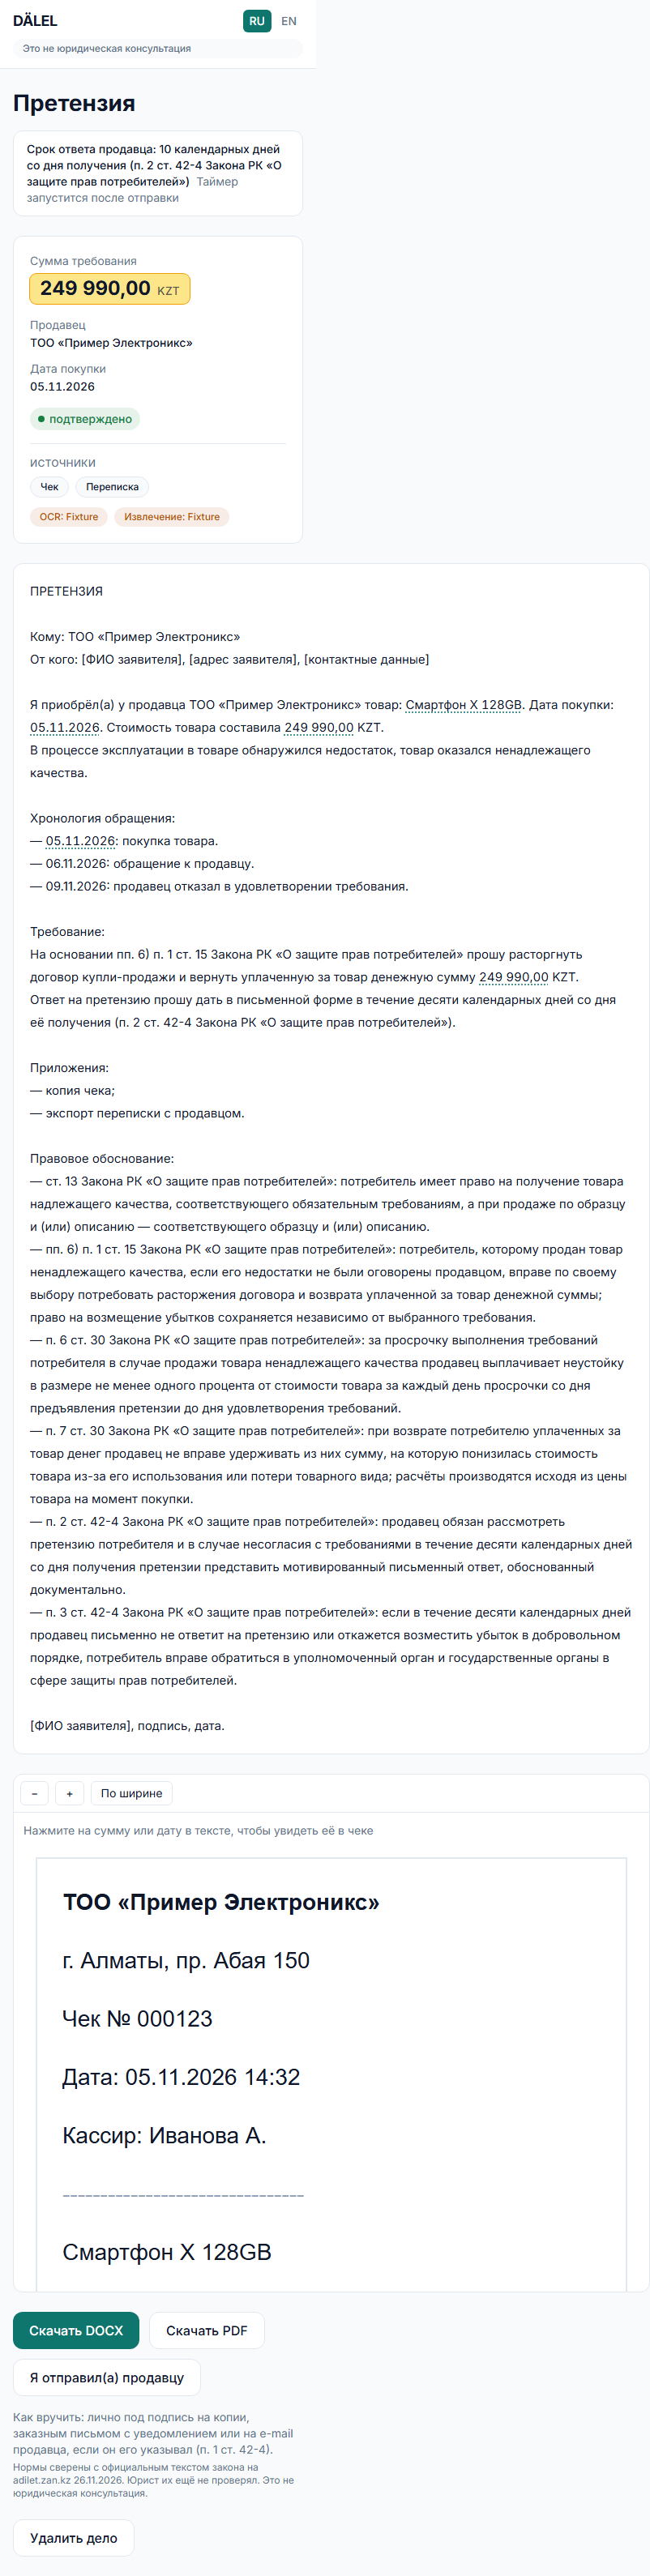 DÄLEL
RU EN
Это не юридическая консультация
Претензия
Срок ответа продавца: 10 календарных дней
со дня получения (п. 2 ст. 42-4 Закона РК «О
защите прав потребителей») Таймер
запустится после отправки
Сумма требования
249 990,00 KZT
Продавец
ТОО «Пример Электроникс»
Дата покупки
05.11.2026
подтверждено
ИСТОЧНИКИ
Чек Переписка
OCR: Fixture Извлечение: Fixture
ПРЕТЕНЗИЯ
Кому: ТОО «Пример Электроникс»
От кого: [ФИО заявителя], [адрес заявителя], [контактные данные]
Я приобрёл(а) у продавца ТОО «Пример Электроникс» товар: Смартфон X 128GB. Дата покупки:
05.11.2026. Стоимость товара составила 249 990,00 KZT.
В процессе эксплуатации в товаре обнаружился недостаток, товар оказался ненадлежащего
качества.
Хронология обращения:
— 05.11.2026: покупка товара.
— 06.11.2026: обращение к продавцу.
— 09.11.2026: продавец отказал в удовлетворении требования.
Требование:
На основании пп. 6) п. 1 ст. 15 Закона РК «О защите прав потребителей» прошу расторгнуть
договор купли-продажи и вернуть уплаченную за товар денежную сумму 249 990,00 KZT.
Ответ на претензию прошу дать в письменной форме в течение десяти календарных дней со дня
её получения (п. 2 ст. 42-4 Закона РК «О защите прав потребителей»).
Приложения:
— копия чека;
— экспорт переписки с продавцом.
Правовое обоснование:
— ст. 13 Закона РК «О защите прав потребителей»: потребитель имеет право на получение товара
надлежащего качества, соответствующего обязательным требованиям, а при продаже по образцу
и (или) описанию — соответствующего образцу и (или) описанию.
— пп. 6) п. 1 ст. 15 Закона РК «О защите прав потребителей»: потребитель, которому продан товар
ненадлежащего качества, если его недостатки не были оговорены продавцом, вправе по своему
выбору потребовать расторжения договора и возврата уплаченной за товар денежной суммы;
право на возмещение убытков сохраняется независимо от выбранного требования.
— п. 6 ст. 30 Закона РК «О защите прав потребителей»: за просрочку выполнения требований
потребителя в случае продажи товара ненадлежащего качества продавец выплачивает неустойку
в размере не менее одного процента от стоимости товара за каждый день просрочки со дня
предъявления претензии до дня удовлетворения требований.
— п. 7 ст. 30 Закона РК «О защите прав потребителей»: при возврате потребителю уплаченных за
товар денег продавец не вправе удерживать из них сумму, на которую понизилась стоимость
товара из-за его использования или потери товарного вида; расчёты производятся исходя из цены
товара на момент покупки.
— п. 2 ст. 42-4 Закона РК «О защите прав потребителей»: продавец обязан рассмотреть
претензию потребителя и в случае несогласия с требованиями в течение десяти календарных дней
со дня получения претензии представить мотивированный письменный ответ, обоснованный
документально.
— п. 3 ст. 42-4 Закона РК «О защите прав потребителей»: если в течение десяти календарных дней
продавец письменно не ответит на претензию или откажется возместить убыток в добровольном
порядке, потребитель вправе обратиться в уполномоченный орган и государственные органы в
сфере защиты прав потребителей.
[ФИО заявителя], подпись, дата.
− + По ширине
Нажмите на сумму или дату в тексте, чтобы увидеть её в чеке
ТОО «Пример Электроникс»
г. Алматы, пр. Абая 150
Чек № 000123
Дата: 05.11.2026 14:32
Кассир: Иванова А.
--------------------------------
Смартфон X 128GB
Скачать DOCX Скачать PDF
Я отправил(а) продавцу
Как вручить: лично под подпись на копии,
заказным письмом с уведомлением или на e-mail
продавца, если он его указывал (п. 1 ст. 42-4).
Нормы сверены с официальным текстом закона на
adilet.zan.kz 26.11.2026. Юрист их ещё не проверял. Это не
юридическая консультация.
Удалить дело